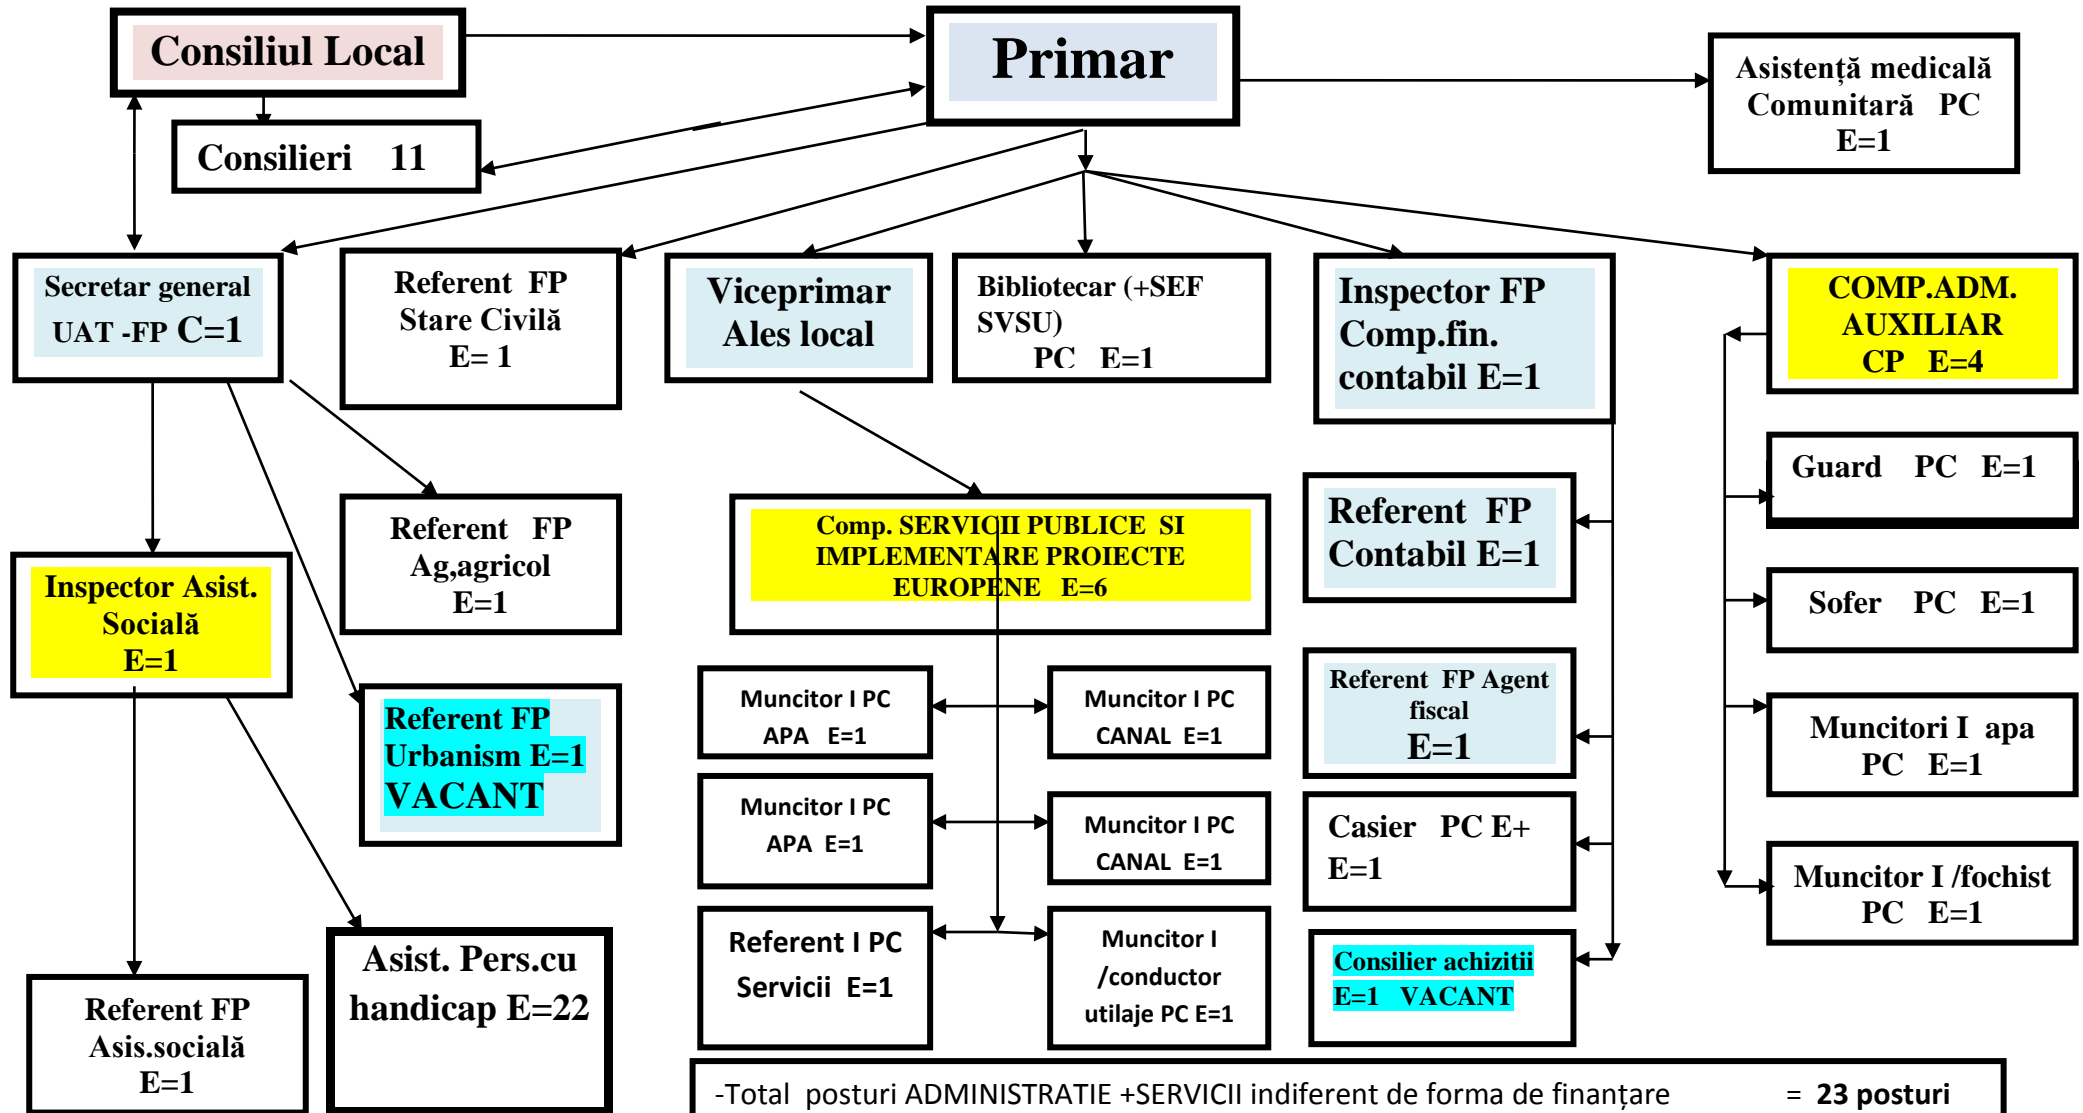 Consiliul Local
Primar
Asistență medicală
Comunitară PC
E=1
Consilieri 11
Secretar general
UAT -FP C=1
Referent FP
Stare Civilă
E= 1
Viceprimar
Ales local
Bibliotecar (+SEF
SVSU)
PC E=1
Inspector FP
Comp.fin.
contabil E=1
COMP.ADM.
AUXILIAR
CP E=4
Guard PC E=1
Referent FP
Ag,agricol
E=1
Comp. SERVICII PUBLICE SI
IMPLEMENTARE PROIECTE
EUROPENE E=6
Referent FP
Contabil E=1
Sofer PC E=1
Inspector Asist.
Socială
E=1
Referent FP
Urbanism E=1
VACANT
Muncitor I PC
APA E=1
Muncitor I PC
CANAL E=1
Referent FP Agent
fiscal
E=1
Muncitori I apa
PC E=1
Muncitor I PC
APA E=1
Muncitor I PC
CANAL E=1
Casier PC E+
E=1
Muncitor I /fochist
PC E=1
Referent FP
Asis.socială
E=1
Asist. Pers.cu
handicap E=22
Referent I PC
Servicii E=1
Muncitor I
/conductor
utilaje PC E=1
Consilier achizitii
E=1 VACANT
-Total posturi ADMINISTRATIE +SERVICII indiferent de forma de finanțare = 23 posturi